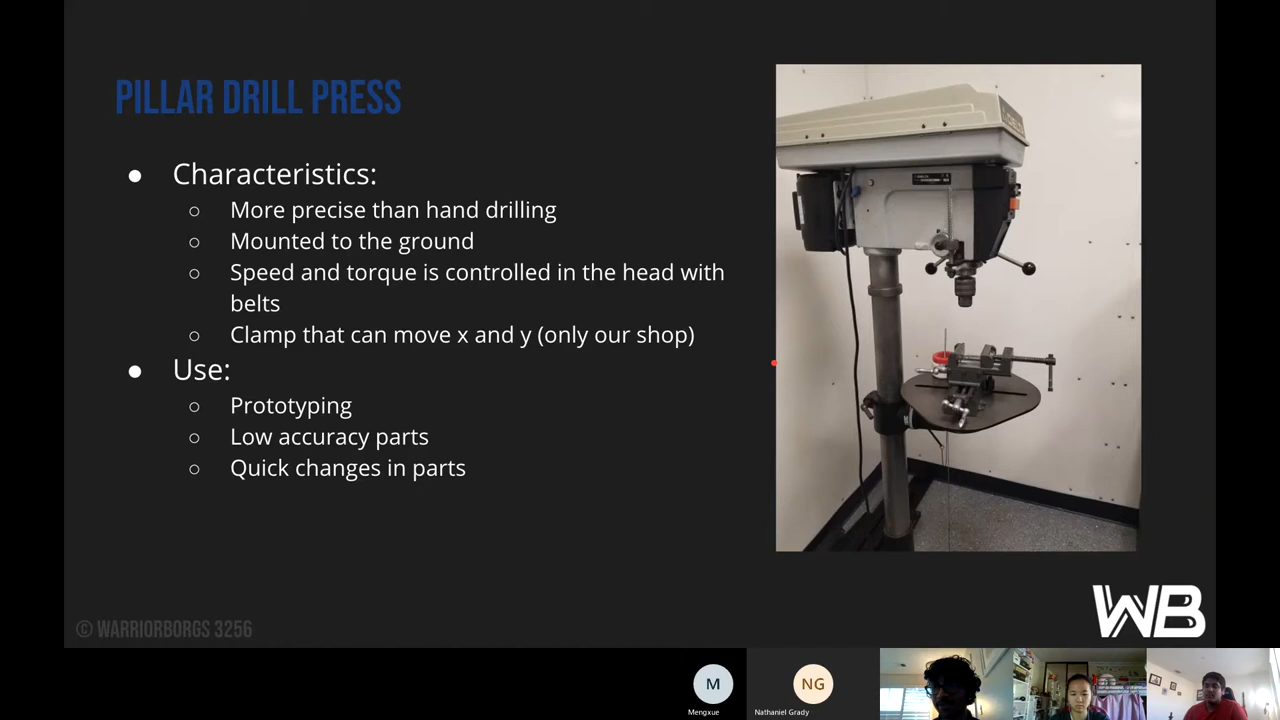 PILLAR DRILL PRESS
● Characteristics:
○ More precise than hand drilling
○ Mounted to the ground
○ Speed and torque is controlled in the head with
belts
○ Clamp that can move x and y (only our shop)
● Use:
○ Prototyping
○ Low accuracy parts
○ Quick changes in parts
© WARRIORBORGS 3256
WB
M
Mengxue
NG
Nathaniel Grady